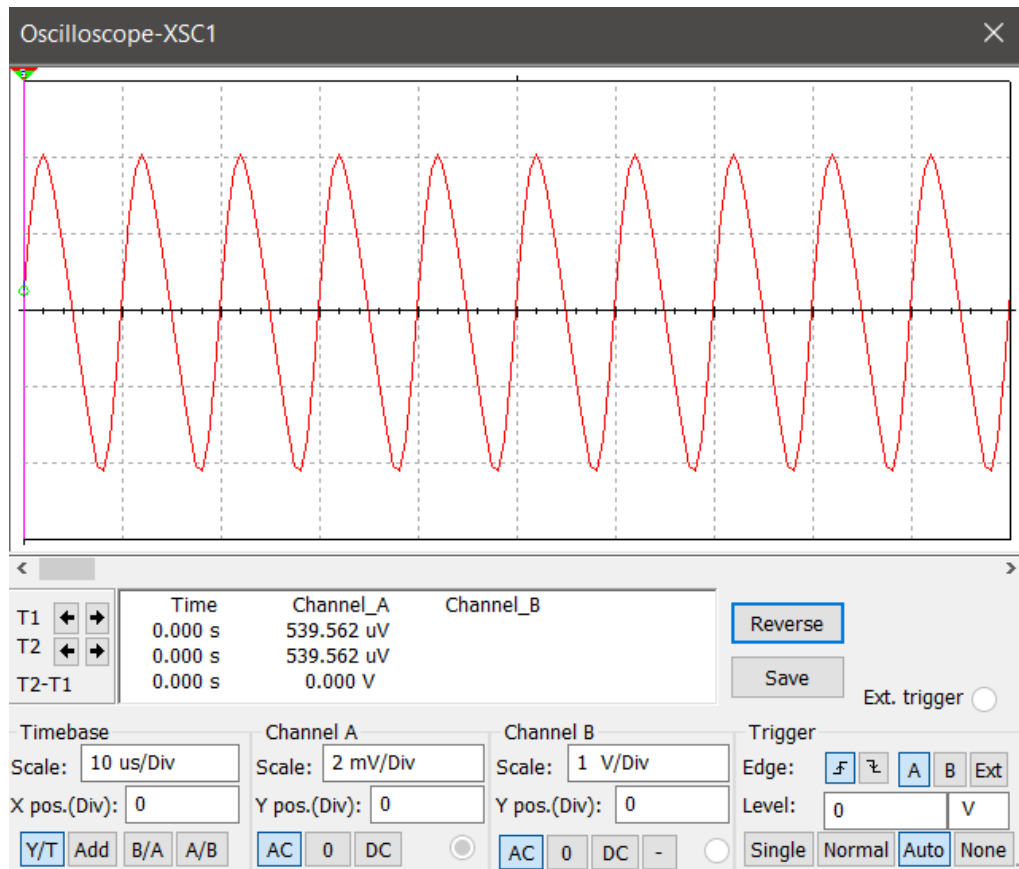 Oscilloscope-XSC1
Time Channel_A Channel_B
T1 0.000 s 539.562 uV
T2 0.000 s 539.562 uV
T2-T1 0.000 s 0.000 V
Reverse
Save
Ext. trigger
Timebase
Scale: 10 us/Div
X pos.(Div): 0
Y/T Add B/A A/B
Channel A
Scale: 2 mV/Div
Y pos.(Div): 0
AC 0 DC
Channel B
Scale: 1 V/Div
Y pos.(Div): 0
AC 0 DC -
Trigger
Edge: A B Ext
Level: 0 V
Single Normal Auto None